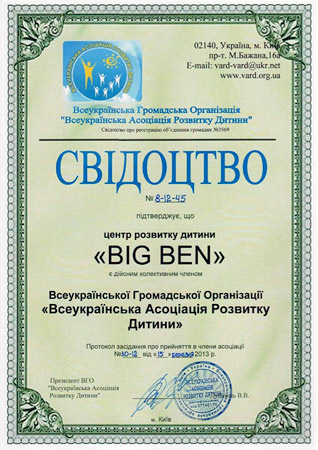 02140, Україна, м. Київ
пр-т. М.Бажана,16а
E-mail: vard-vard@ukr.net
www.vard.org.ua
Всеукраїнська Громадська Організація
"Всеукраїнська Асоціація Розвитку Дитини"
Свідоцтво про реєстрацію об'єднання громадян №3569
СВІДОЦТВО
№ 8-12-45
підтверджує, що
центр розвитку дитини
«BIG BEN»
є дійсним колективним членом
Всеукраїнської Громадської Організації
«Всеукраїнська Асоціація Розвитку
Дитини»
Протокол засідання про прийняття в члени асоціації
від «15» березня 2013 р.
Президент ВГО
"Всеукраїнська Асоціація
Розвитку Дитини"
В.В.
м. Київ